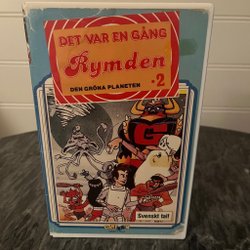 DET VAR EN GÅNG
Rymden
DEN GRÖNA PLANETEN
·2
Svenskt tal!